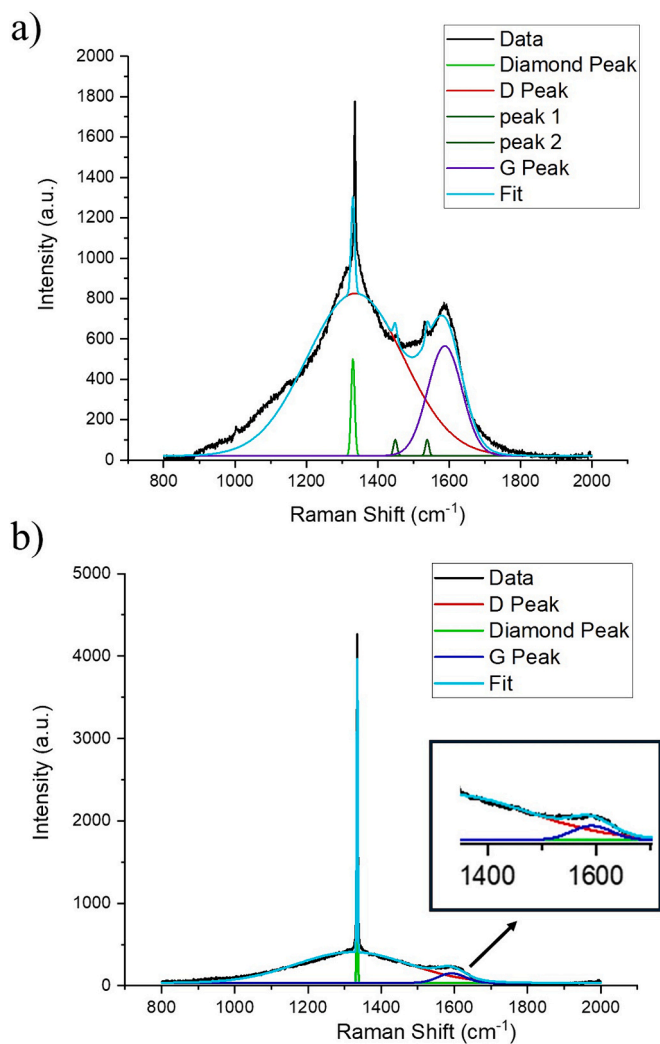 a)
2000
1800
1600
1400
1200
1000
800
600
400
200
0
Intensity (a.u.)
Data
Diamond Peak
D Peak
peak 1
peak 2
G Peak
Fit
800 1000 1200 1400 1600 1800 2000
Raman Shift (cm-1)
b)
5000
4000
3000
2000
1000
0
Intensity (a.u.)
Data
D Peak
Diamond Peak
G Peak
Fit
1400 1600
800 1000 1200 1400 1600 1800 2000
Raman Shift (cm-1)